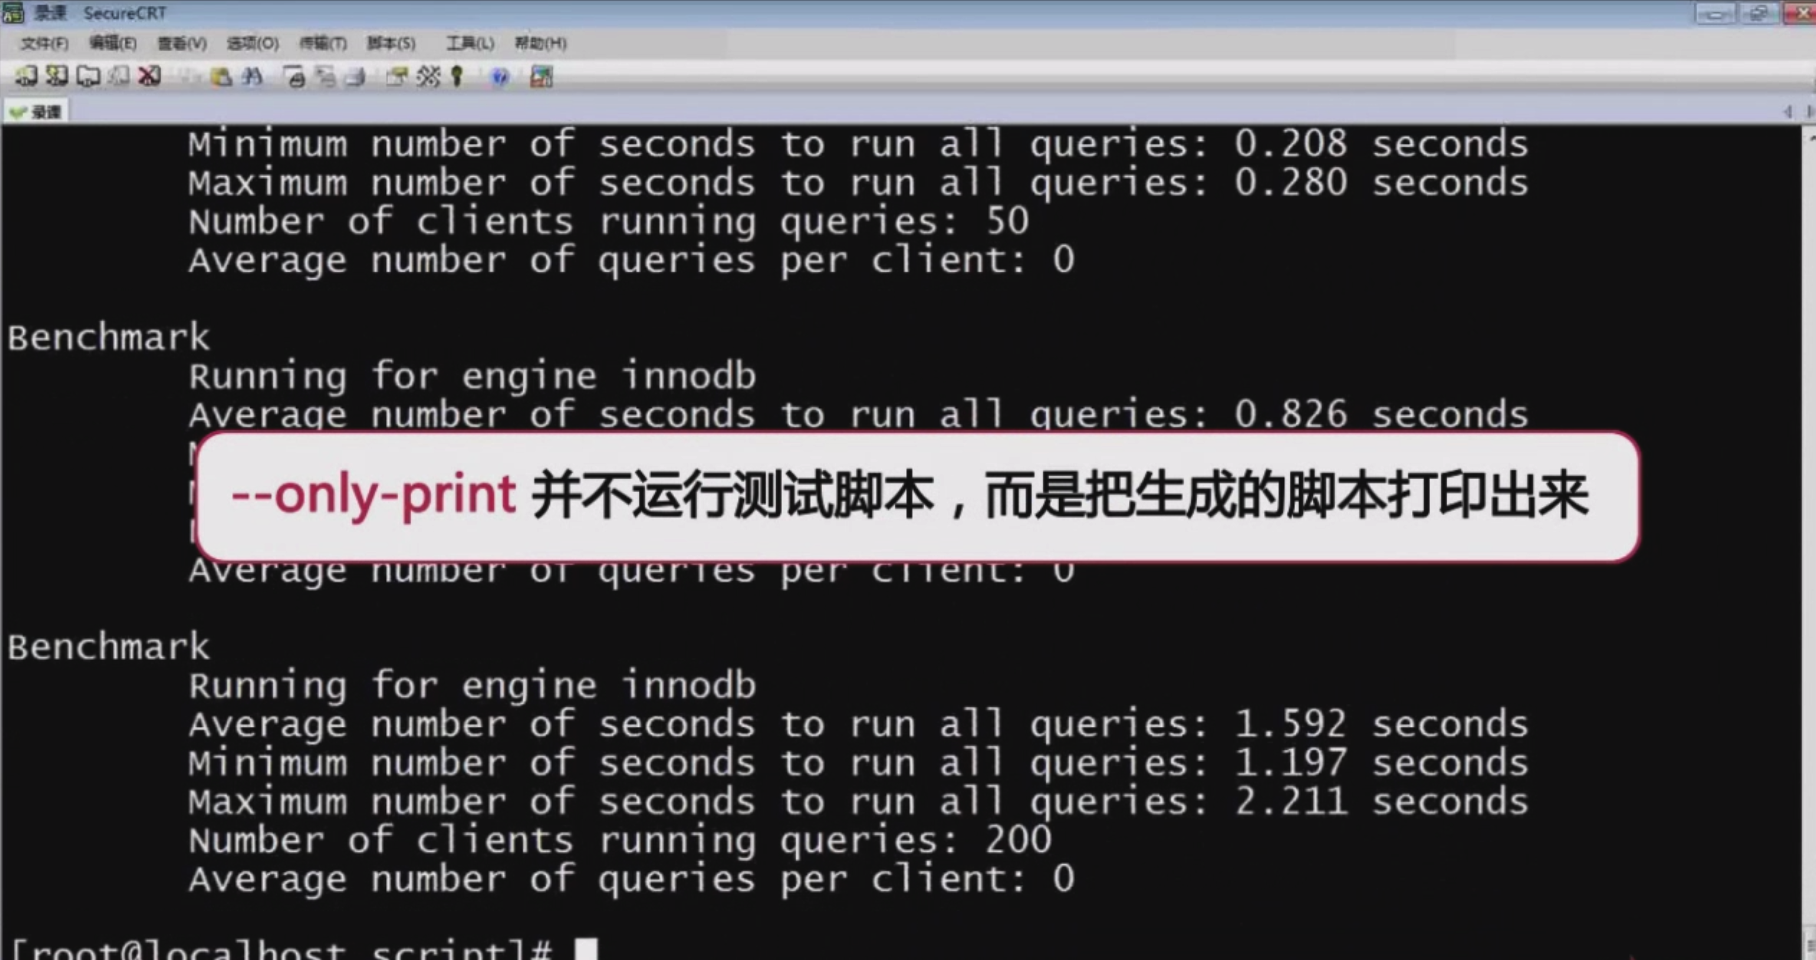 录课 SecureCRT
文件(F) 编辑(E) 查看(V) 选项(O) 传输(T) 脚本(S) 工具(L) 帮助(H)
录课
Minimum number of seconds to run all queries: 0.208 seconds
Maximum number of seconds to run all queries: 0.280 seconds
Number of clients running queries: 50
Average number of queries per client: 0
Benchmark
Running for engine innodb
Average number of seconds to run all queries: 0.826 seconds
--only-print 并不运行测试脚本，而是把生成的脚本打印出来
Average number of queries per client: 0
Benchmark
Running for engine innodb
Average number of seconds to run all queries: 1.592 seconds
Minimum number of seconds to run all queries: 1.197 seconds
Maximum number of seconds to run all queries: 2.211 seconds
Number of clients running queries: 200
Average number of queries per client: 0
[root@localhost script]#